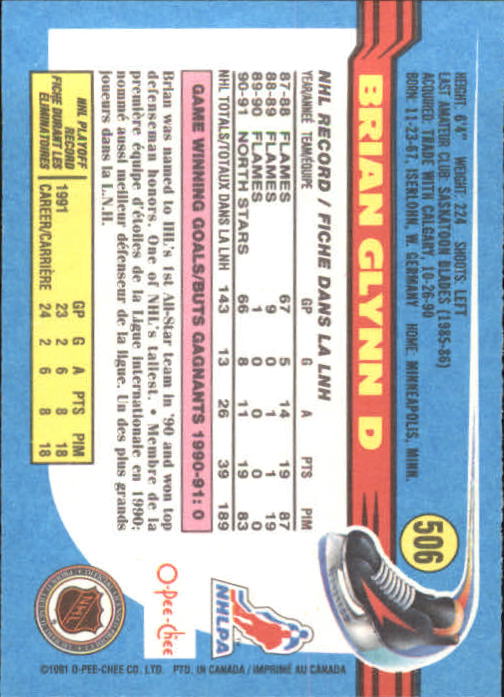 506
BRIAN GLYNN D
HEIGHT: 6'4" WEIGHT: 224 SHOOTS: LEFT
LAST AMATEUR CLUB: SASKATOON BLADES (1985-86)
ACQUIRED: TRADE WITH CALGARY, 10-26-90
BORN: 11-23-67, ISERLOHN, W. GERMANY HOME: MINNEAPOLIS, MINN.
NHL RECORD / FICHE DANS LA LNH
YEAR/ANNÉE TEAM/ÉQUIPE GP G A PTS PIM
87-88 FLAMES 67 5 14 19 87
88-89 FLAMES 9 0 1 1 19
89-90 FLAMES 1 0 0 0 0
90-91 NORTH STARS 66 8 11 19 83
NHL TOTALS/TOTAUX DANS LA LNH 143 13 26 39 189
GAME WINNING GOALS/BUTS GAGNANTS 1990-91: 0
Brian was named to IHL's 1st All-Star team in '90 and won top
defenseman honors. One of NHL's tallest. • Membre de la
première équipe d'étoiles de la Ligue Internationale en 1990;
nommé aussi meilleur défenseur de la ligue. Un des plus grands
joueurs dans la L.N.H.
NHL PLAYOFF
RECORD
FICHE DURANT LES
ELIMINATOIRES
GP G A PTS PIM
1991 23 2 6 8 18
CAREER/CARRIÈRE 24 2 6 8 18
NHLPA
O-Pee-Chee
NHL
©1991 O-PEE-CHEE CO. LTD. PTD. IN CANADA / IMPRIMÉ AU CANADA